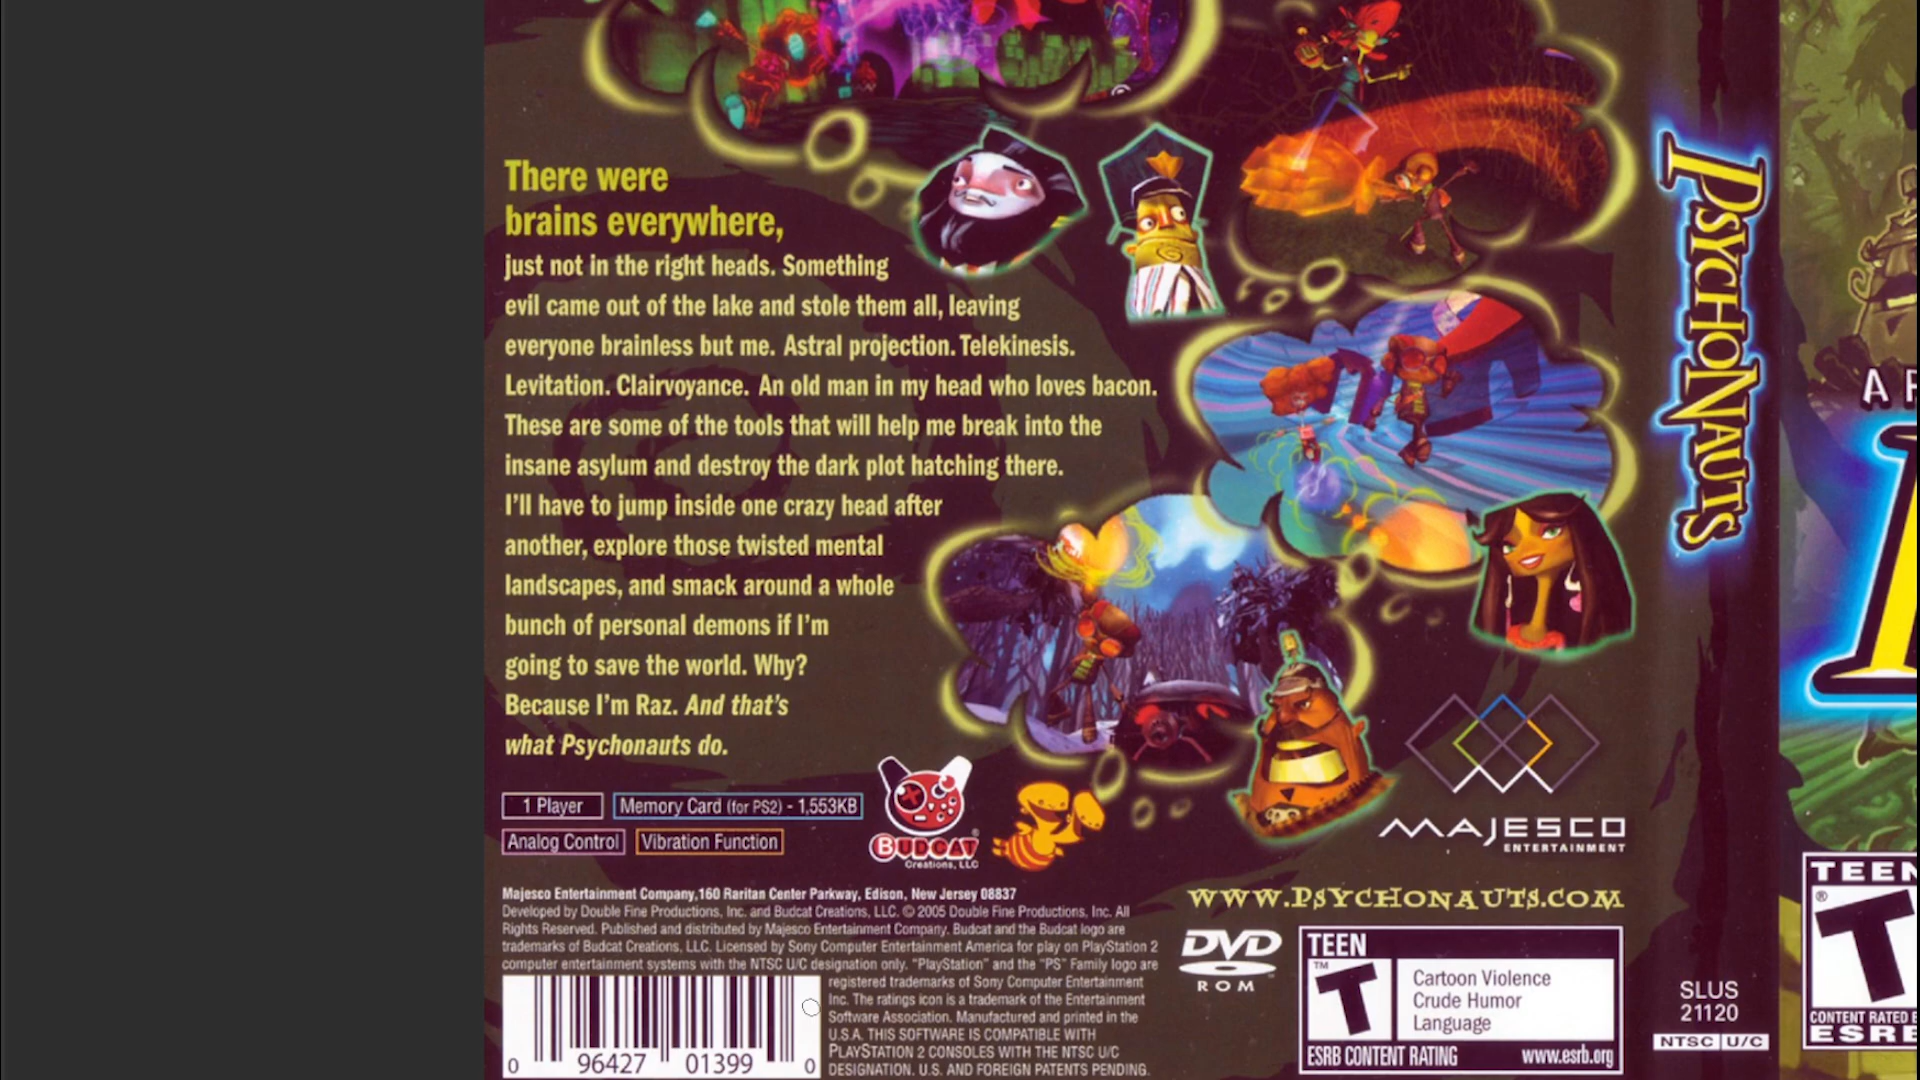 There were
brains everywhere,
just not in the right heads. Something
evil came out of the lake and stole them all, leaving
everyone brainless but me. Astral projection. Telekinesis.
Levitation. Clairvoyance. An old man in my head who loves bacon.
These are some of the tools that will help me break into the
insane asylum and destroy the dark plot hatching there.
I'll have to jump inside one crazy head after
another, explore those twisted mental
landscapes, and smack around a whole
bunch of personal demons if I'm
going to save the world. Why?
Because I'm Raz. And that's
what Psychonauts do.
1 Player
Memory Card (for PS2) - 1,553KB
Analog Control
Vibration Function
BUDCAT®
Creations, LLC
MAJESCO
ENTERTAINMENT
www.Psychonauts.com
Majesco Entertainment Company,160 Raritan Center Parkway, Edison, New Jersey 08837
Developed by Double Fine Productions, Inc. and Budcat Creations, LLC. © 2005 Double Fine Productions, Inc. All
Rights Reserved. Published and distributed by Majesco Entertainment Company. Budcat and the Budcat logo are
trademarks of Budcat Creations, LLC. Licensed by Sony Computer Entertainment America for play on PlayStation 2
computer entertainment systems with the NTSC U/C designation only. "PlayStation" and the "PS" Family logo are
registered trademarks of Sony Computer Entertainment
Inc. The ratings icon is a trademark of the Entertainment
Software Association. Manufactured and printed in the
U.S.A. THIS SOFTWARE IS COMPATIBLE WITH
PLAYSTATION 2 CONSOLES WITH THE NTSC U/C
DESIGNATION. U.S. AND FOREIGN PATENTS PENDING.
0 96427 01399 0
DVD
ROM
TEEN
T
TM
Cartoon Violence
Crude Humor
Language
ESRB CONTENT RATING www.esrb.org
PSYCHONAUTS
SLUS
21120
NTSC U/C
A
TEEN
®
T
CONTENT RATED
ESRB